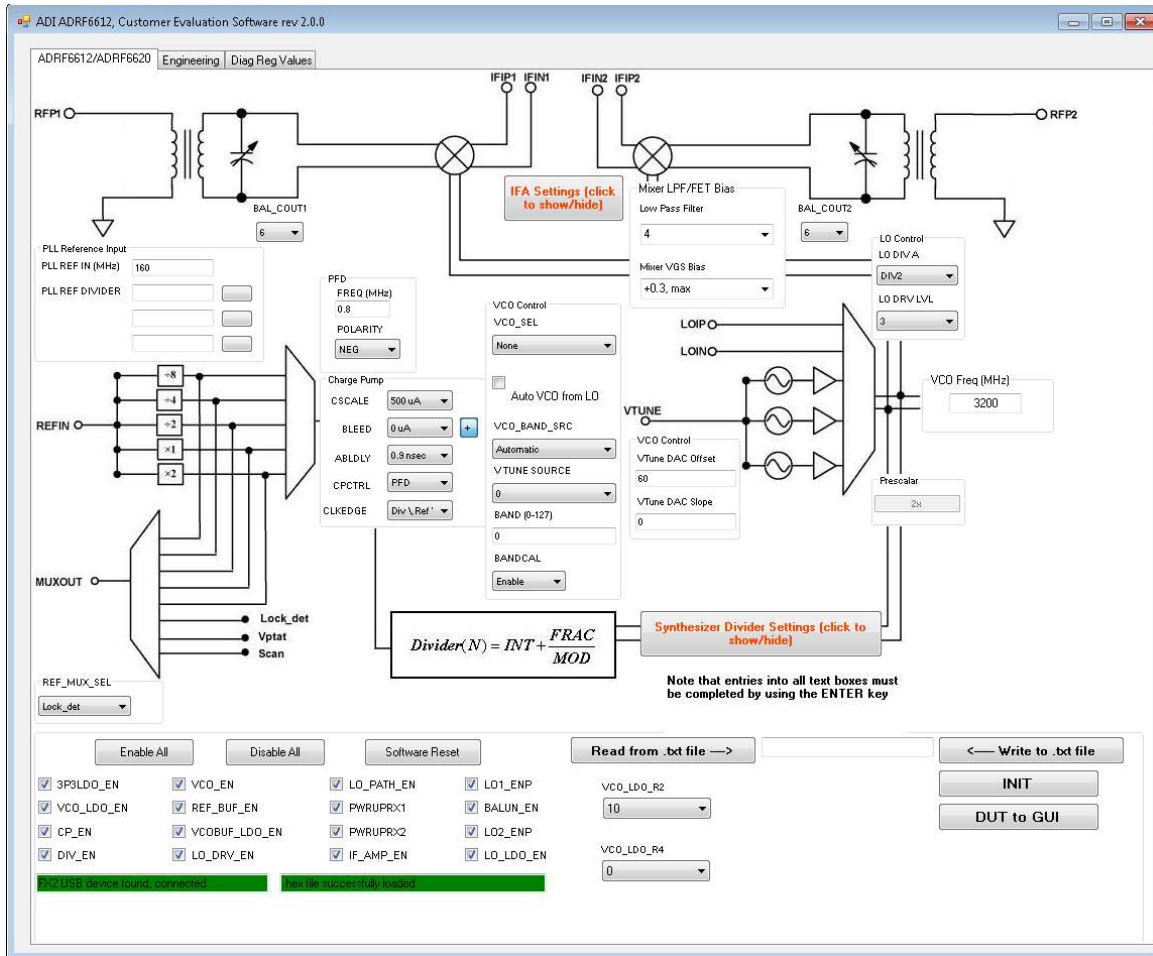 ADI ADRF6612, Customer Evaluation Software rev 2.0.0
ADRF6612/ADRF6620
Engineering
Diag Reg Values
IFIP1 IFIN1
IFIN2 IFIP2
RFP1
RFP2
IFA Settings (click
to show/hide)
Mixer LPF/FET Bias
Low Pass Filter
4
Mixer VGS Bias
+0.3, max
BAL_COUT1
6
BAL_COUT2
6
LO Control
LO DIV A
DIV2
LO DRV LVL
3
PLL Reference Input
PLL REF IN (MHz)
160
PLL REF DIVIDER
PFD
FREQ (MHz)
0.8
POLARITY
NEG
VCO Control
VCO_SEL
None
Auto VCO from LO
VCO_BAND_SRC
Automatic
VTUNE SOURCE
0
BAND (0-127)
0
BANDCAL
Enable
LOIP
LOIN
VCO Freq (MHz)
3200
÷8
÷4
÷2
×1
×2
REFIN
Charge Pump
CSCALE
500 uA
BLEED
0 uA
+
ABLDLY
0.9 nsec
CPCTRL
PFD
CLKEDGE
Div \ Ref '
VTUNE
VCO Control
VTune DAC Offset
60
VTune DAC Slope
0
Prescalar
2x
MUXOUT
Lock_det
Vptat
Scan
Divider(N) = INT + FRAC
MOD
Synthesizer Divider Settings (click to
show/hide)
Note that entries into all text boxes must
be completed by using the ENTER key
REF_MUX_SEL
Lock_det
Enable All
Disable All
Software Reset
Read from .txt file —>
<— Write to .txt file
INIT
DUT to GUI
3P3LDO_EN
VCO_EN
LO_PATH_EN
LO1_ENP
VCO_LDO_EN
REF_BUF_EN
PWRUPRX1
BALUN_EN
CP_EN
VCOBUF_LDO_EN
PWRUPRX2
LO2_ENP
DIV_EN
LO_DRV_EN
IF_AMP_EN
LO_LDO_EN
VCO_LDO_R2
10
VCO_LDO_R4
0
FX2 USB device found, connected
hex file successfully loaded